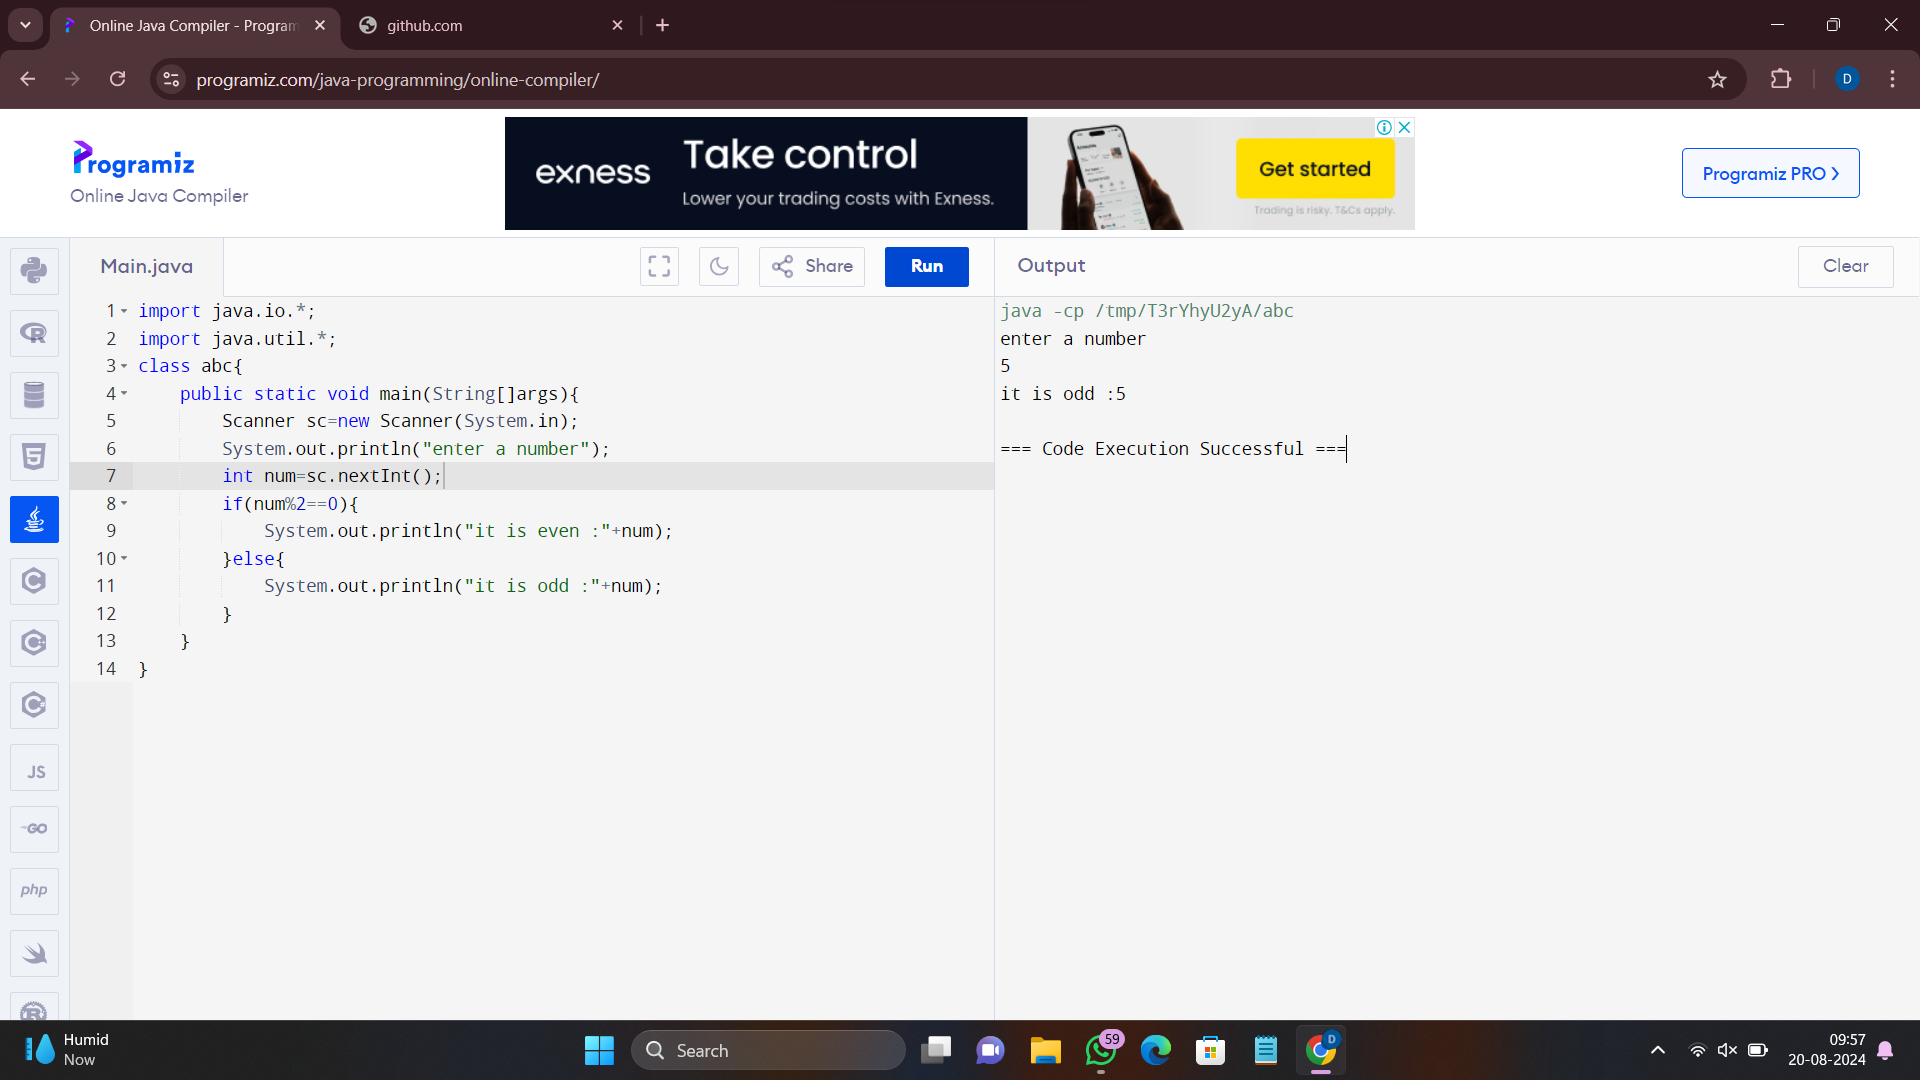 Online Java Compiler - Program
github.com
programiz.com/java-programming/online-compiler/
D
Programiz
Online Java Compiler
exness
Take control
Lower your trading costs with Exness.
Get started
Trading is risky. T&Cs apply.
Programiz PRO
Main.java
Share
Run
Output
Clear
1 import java.io.*;
2 import java.util.*;
3 class abc{
4 public static void main(String[]args){
5 Scanner sc=new Scanner(System.in);
6 System.out.println("enter a number");
7 int num=sc.nextInt();
8 if(num%2==0){
9 System.out.println("it is even :"+num);
10 }else{
11 System.out.println("it is odd :"+num);
12 }
13 }
14 }
java -cp /tmp/T3rYhyU2yA/abc
enter a number
5
it is odd :5
=== Code Execution Successful ===
R
5
C
C
C
JS
GO
php
R
Humid
Now
Search
59
D
09:57
20-08-2024